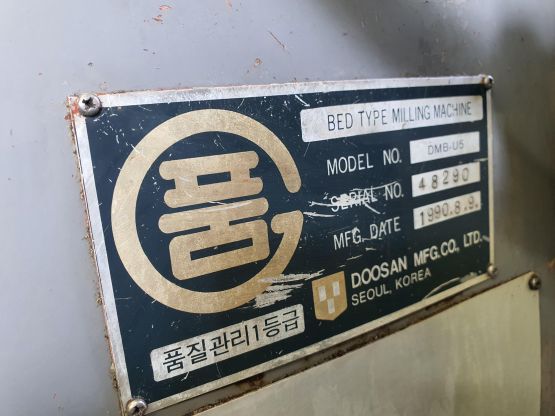 품
BED TYPE MILLING MACHINE
MODEL NO. DMB-U5
SERIAL NO. 48290
MFG. DATE 1990.8.9.
DOOSAN MFG.CO, LTD.
SEOUL, KOREA
품질관리1등급